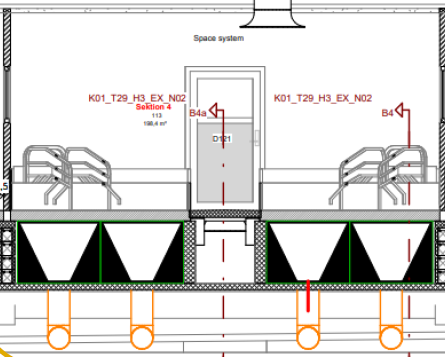 Space system
K01_T29_H3_EX_N02
K01_T29_H3_EX_N02
Sektion 4
113
198,4 m²
B4a
B4
D121
,5